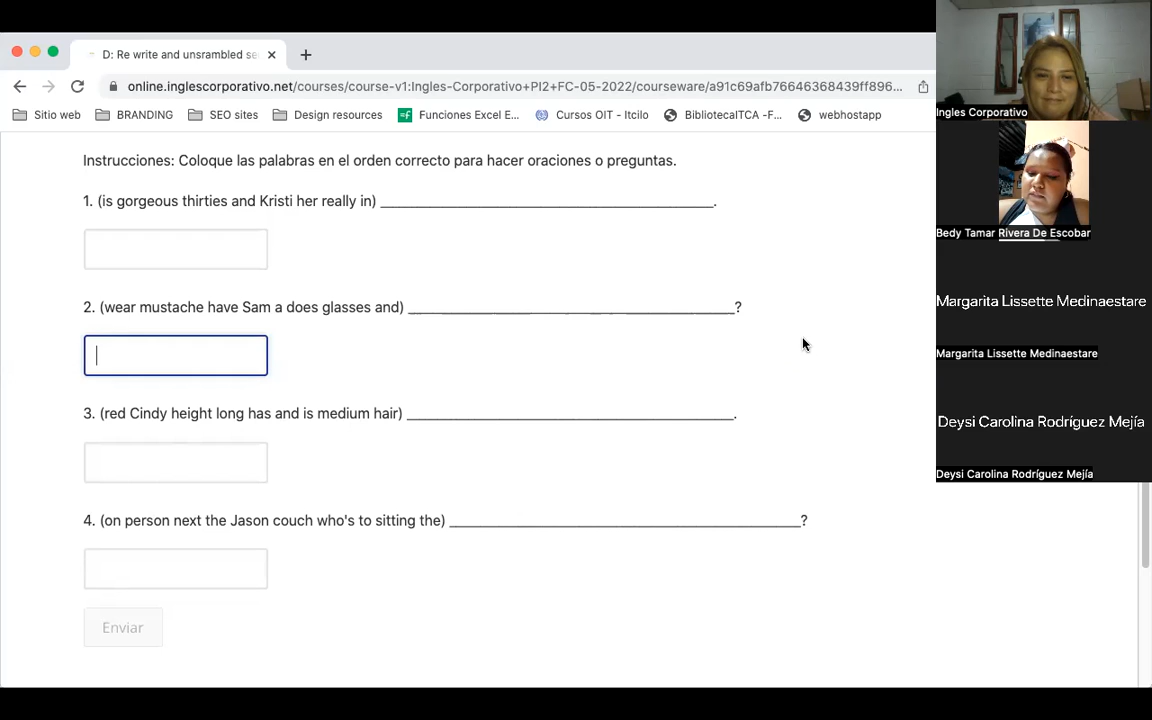 D: Re write and unsrambled se
online.inglescorporativo.net/courses/course-v1:Ingles-Corporativo+PI2+FC-05-2022/courseware/a91c69afb76646368439ff896...
Sitio web BRANDING SEO sites Design resources Funciones Excel E... Cursos OIT - Itcilo BibliotecaITCA -F... webhostapp
Instrucciones: Coloque las palabras en el orden correcto para hacer oraciones o preguntas.
1. (is gorgeous thirties and Kristi her really in) ______________________________________.
2. (wear mustache have Sam a does glasses and) ______________________________________?
3. (red Cindy height long has and is medium hair) ______________________________________.
4. (on person next the Jason couch who's to sitting the) ________________________________________?
Enviar
Ingles Corporativo
Bedy Tamar Rivera De Escobar
Margarita Lissette Medinaestare
Margarita Lissette Medinaestare
Deysi Carolina Rodríguez Mejía
Deysi Carolina Rodríguez Mejía